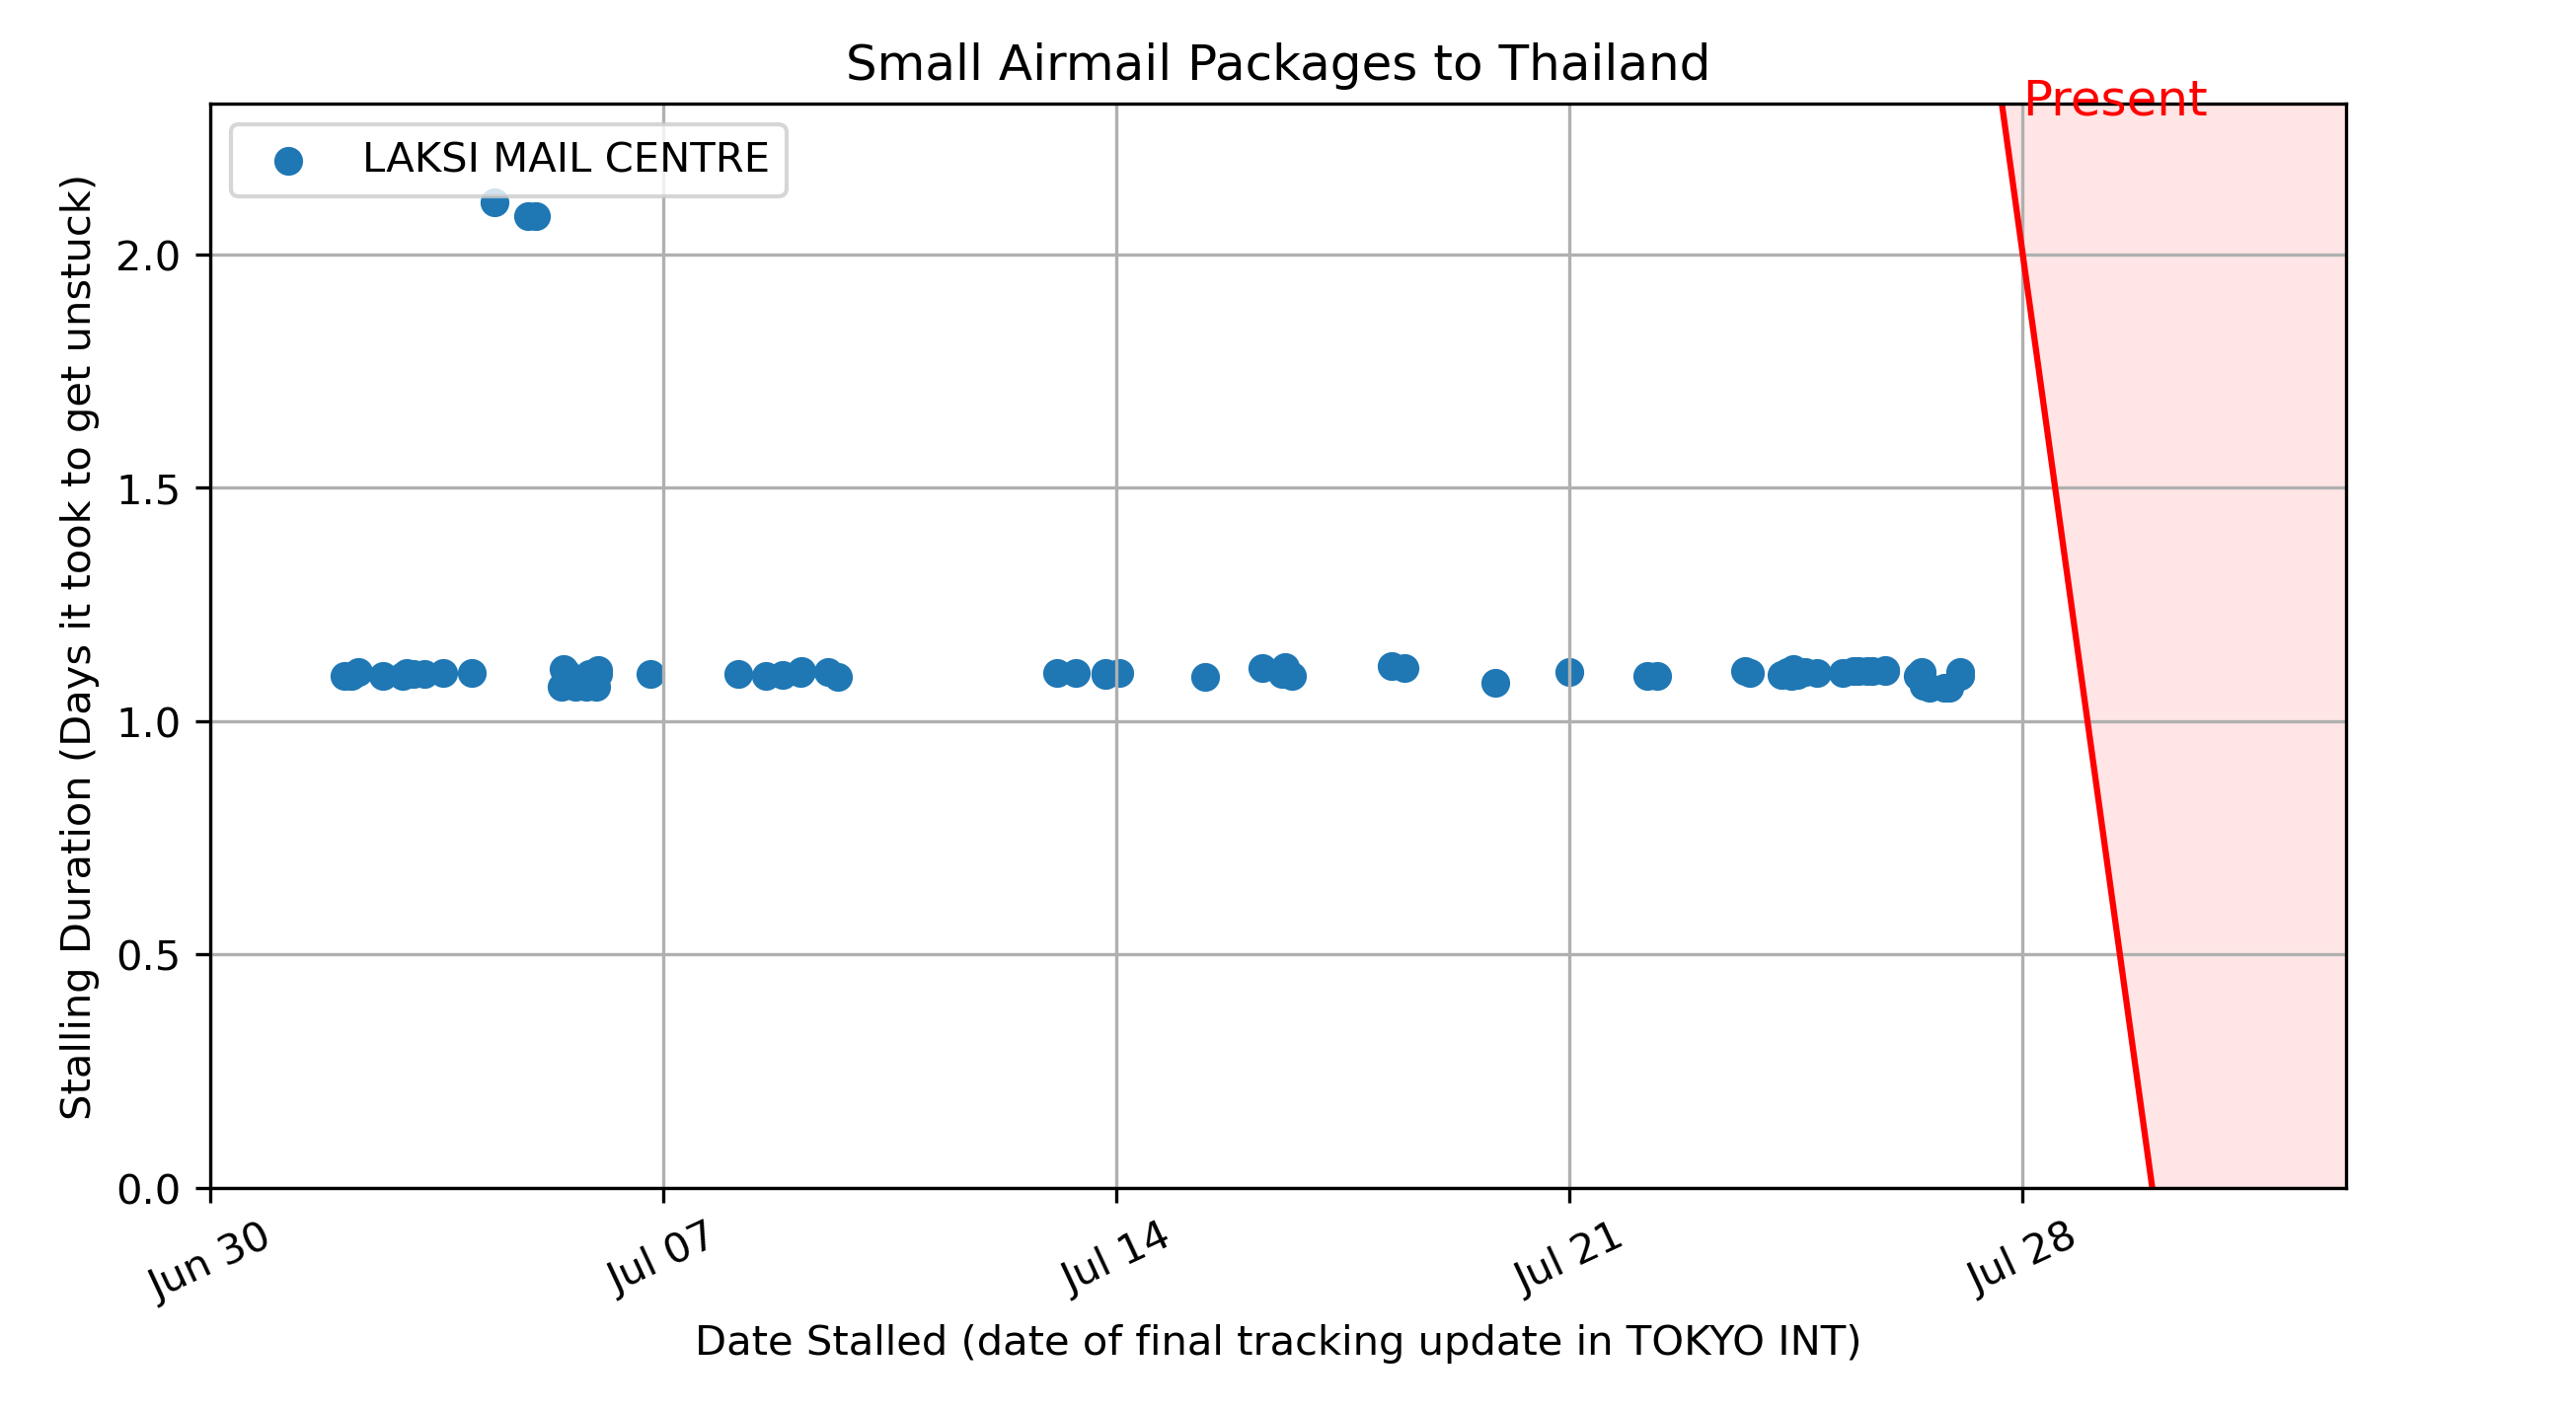 Small Airmail Packages to Thailand
Present
LAKSI MAIL CENTRE
Stalling Duration (Days it took to get unstuck)
2.0
1.5
1.0
0.5
0.0
Jun 30
Jul 07
Jul 14
Jul 21
Jul 28
Date Stalled (date of final tracking update in TOKYO INT)